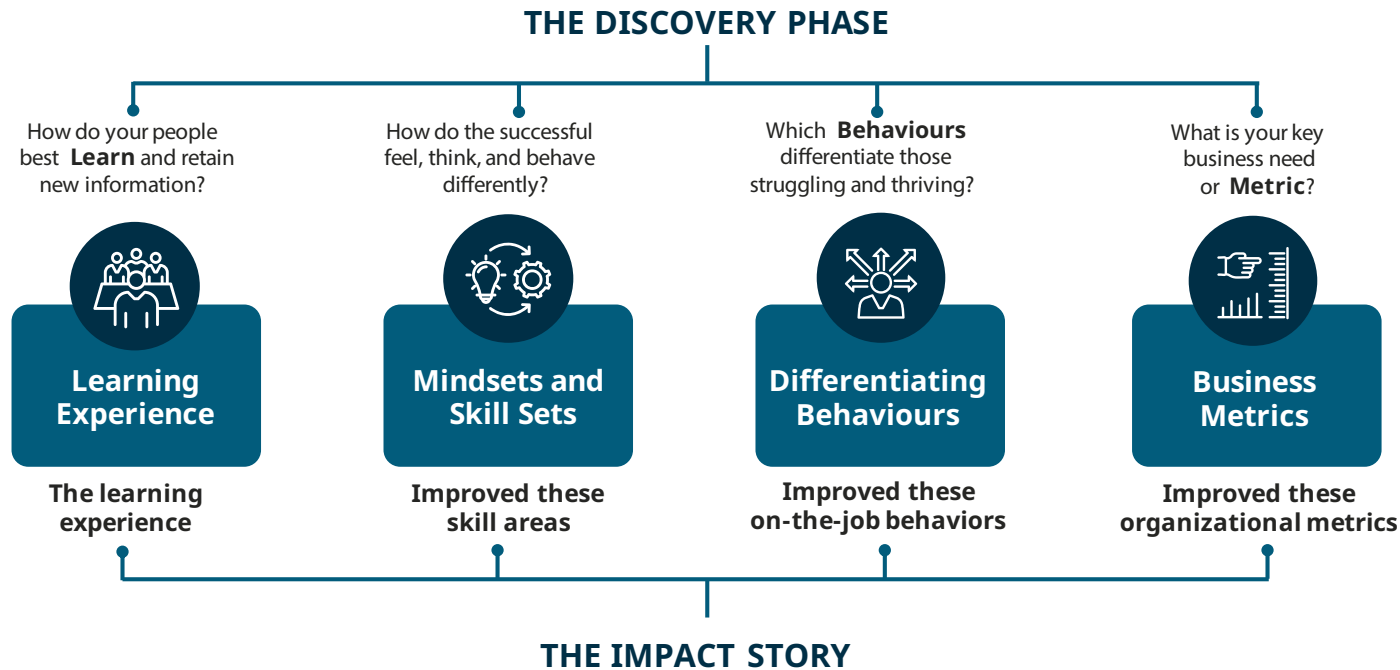 THE DISCOVERY PHASE
How do your people
best Learn and retain
new information?
How do the successful
feel, think, and behave
differently?
Which Behaviours
differentiate those
struggling and thriving?
What is your key
business need
or Metric?
Learning
Experience
Mindsets and
Skill Sets
Differentiating
Behaviours
Business
Metrics
The learning
experience
Improved these
skill areas
Improved these
on-the-job behaviors
Improved these
organizational metrics
THE IMPACT STORY